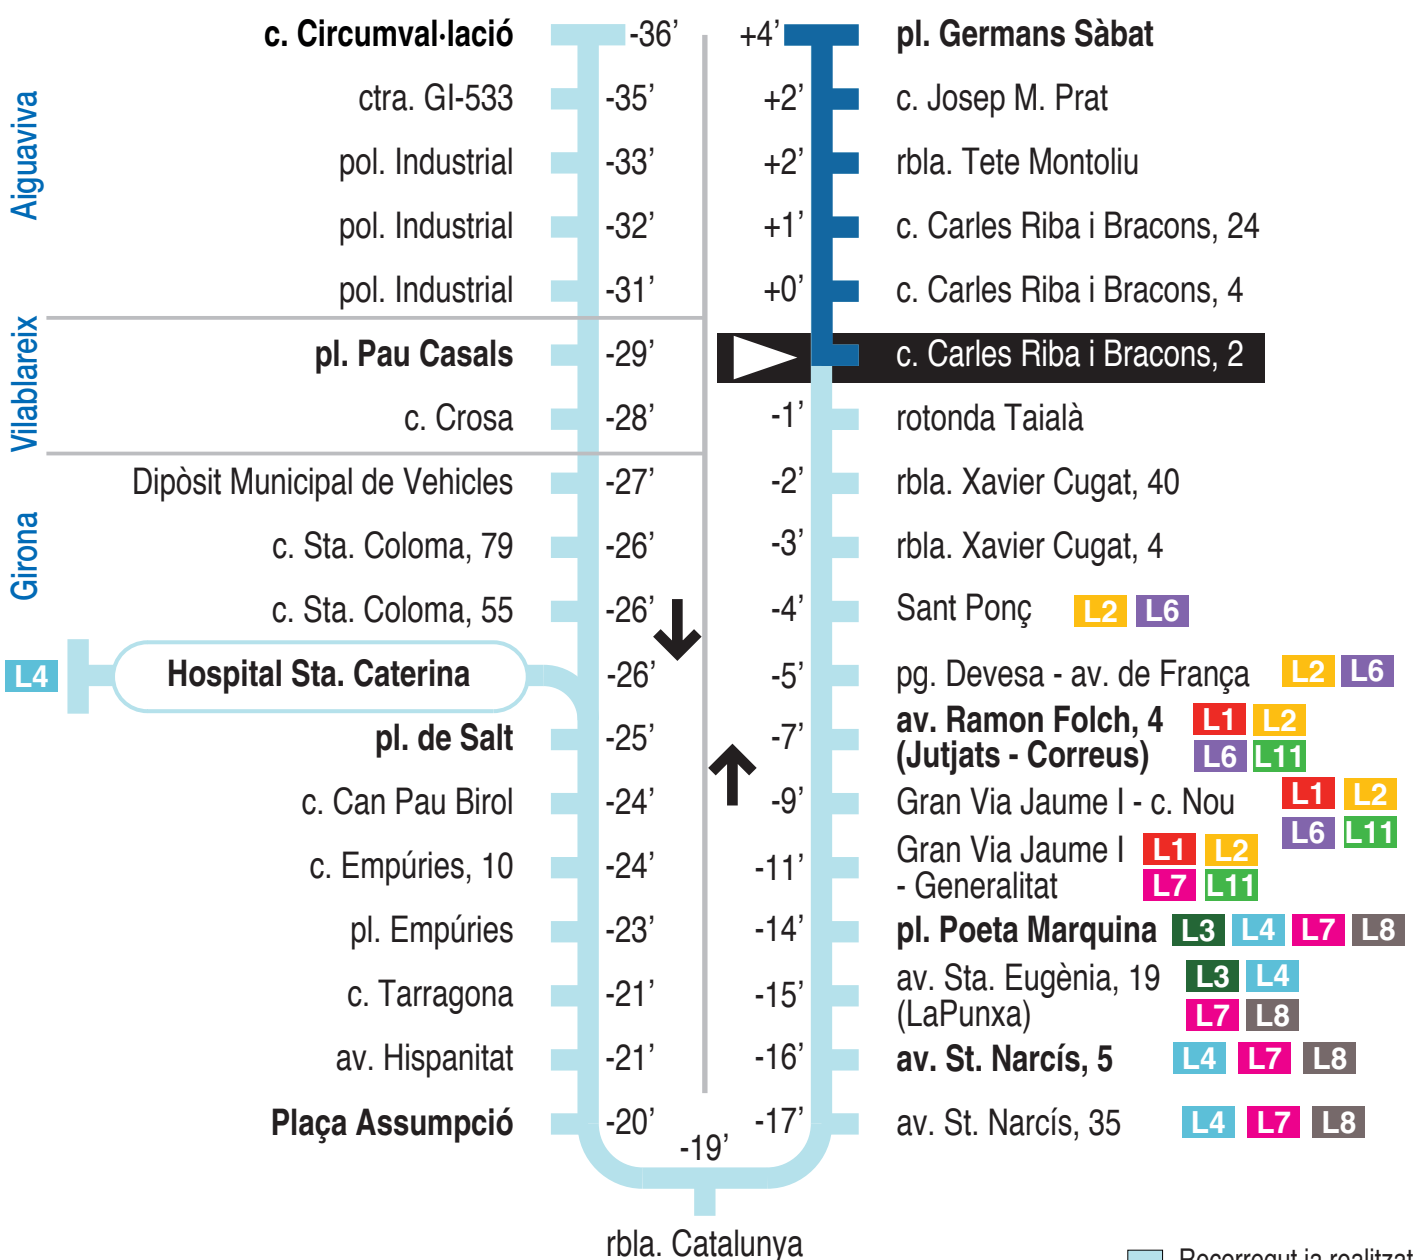 c. Circumval·lació -36’ +4’ pl. Germans Sàbat
ctra. GI-533 -35’ +2’ c. Josep M. Prat
pol. Industrial -33’ +2’ rbla. Tete Montoliu
pol. Industrial -32’ +1’ c. Carles Riba i Bracons, 24
pol. Industrial -31’ +0’ c. Carles Riba i Bracons, 4
Aiguaviva
pl. Pau Casals -29’ c. Carles Riba i Bracons, 2
c. Crosa -28’ -1’ rotonda Taialà
Vilablareix
Dipòsit Municipal de Vehicles -27’ -2’ rbla. Xavier Cugat, 40
c. Sta. Coloma, 79 -26’ -3’ rbla. Xavier Cugat, 4
Girona
c. Sta. Coloma, 55 -26’ -4’ Sant Ponç L2 L6
L4 Hospital Sta. Caterina -26’ -5’ pg. Devesa - av. de França L2 L6
pl. de Salt -25’ -7’ av. Ramon Folch, 4 L1 L2
(Jutjats - Correus) L6 L11
c. Can Pau Birol -24’ -9’ Gran Via Jaume I - c. Nou L1 L2
L6 L11
c. Empúries, 10 -24’ -11’ Gran Via Jaume I L1 L2
- Generalitat L7 L11
pl. Empúries -23’ -14’ pl. Poeta Marquina L3 L4 L7 L8
c. Tarragona -21’ -15’ av. Sta. Eugènia, 19 L3 L4
(LaPunxa) L7 L8
av. Hispanitat -21’ -16’ av. St. Narcís, 5 L4 L7 L8
Plaça Assumpció -20’ -17’ av. St. Narcís, 35 L4 L7 L8
-19’
rbla. Catalunya
Recorregut ja realitzat